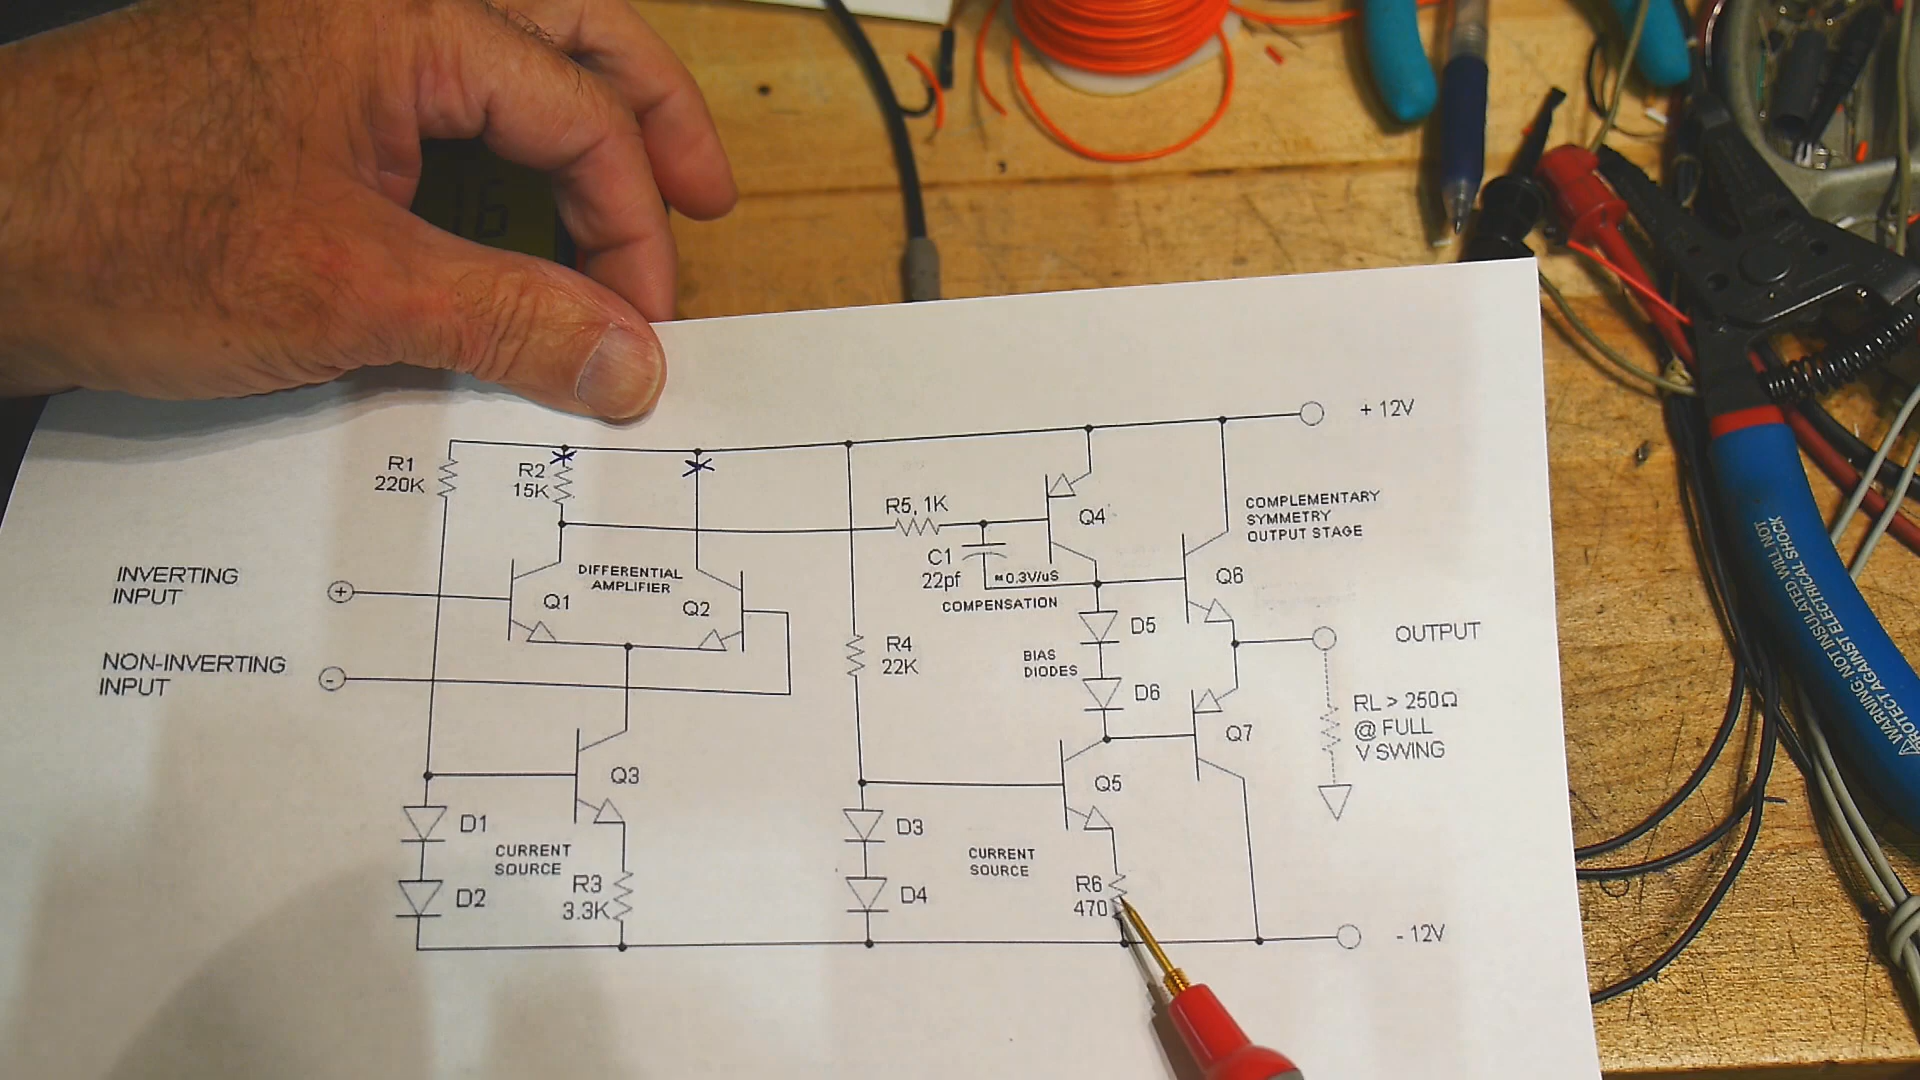 16
+ 12V
R1
220K
R2
15K
R5, 1K
Q4
COMPLEMENTARY
SYMMETRY
OUTPUT STAGE
INVERTING
INPUT
+
DIFFERENTIAL
AMPLIFIER
Q1
Q2
C1
22pf
≈0.3V/uS
COMPENSATION
Q6
D5
OUTPUT
NON-INVERTING
INPUT
-
R4
22K
BIAS
DIODES
D6
RL > 250Ω
@ FULL
V SWING
Q7
Q3
Q5
D1
CURRENT
SOURCE
D3
CURRENT
SOURCE
D2
R3
3.3K
D4
R6
470
- 12V
WARNING: NOT INSULATED. WILL NOT
PROTECT AGAINST ELECTRICAL SHOCK